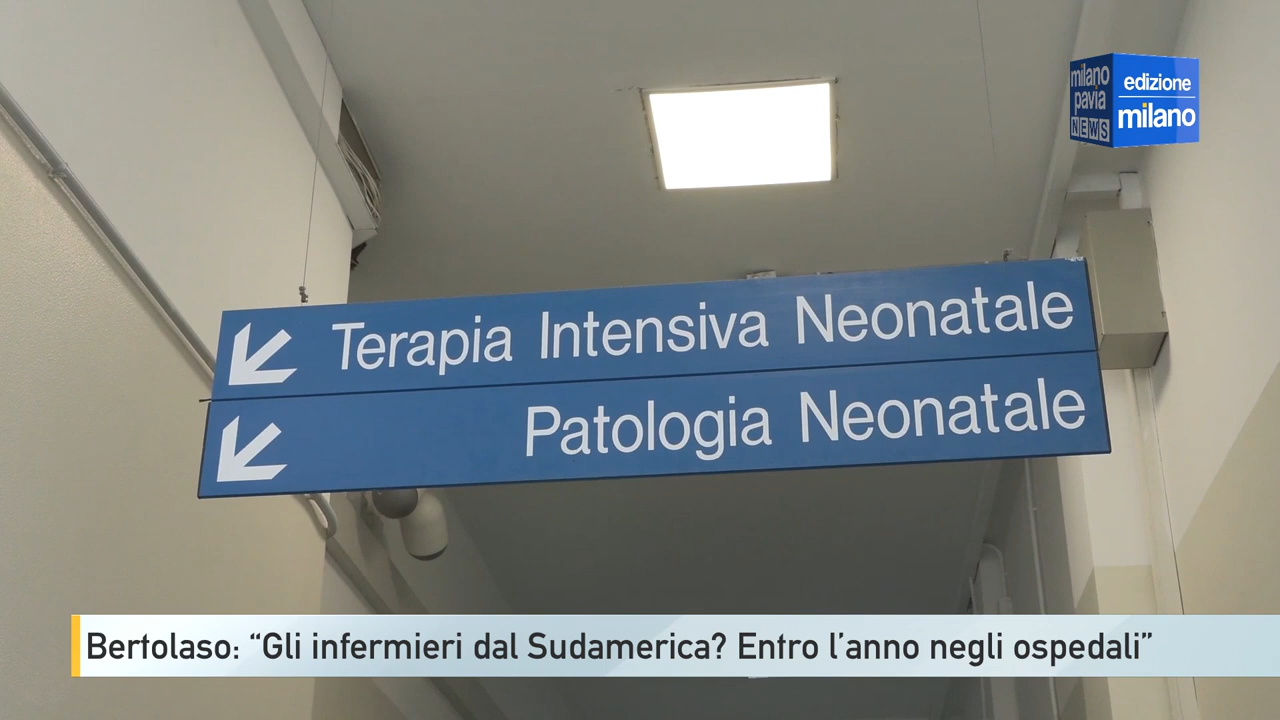 milano
pavia
NEWS
edizione
milano
Terapia Intensiva Neonatale
Patologia Neonatale
Bertolaso: “Gli infermieri dal Sudamerica? Entro l’anno negli ospedali”